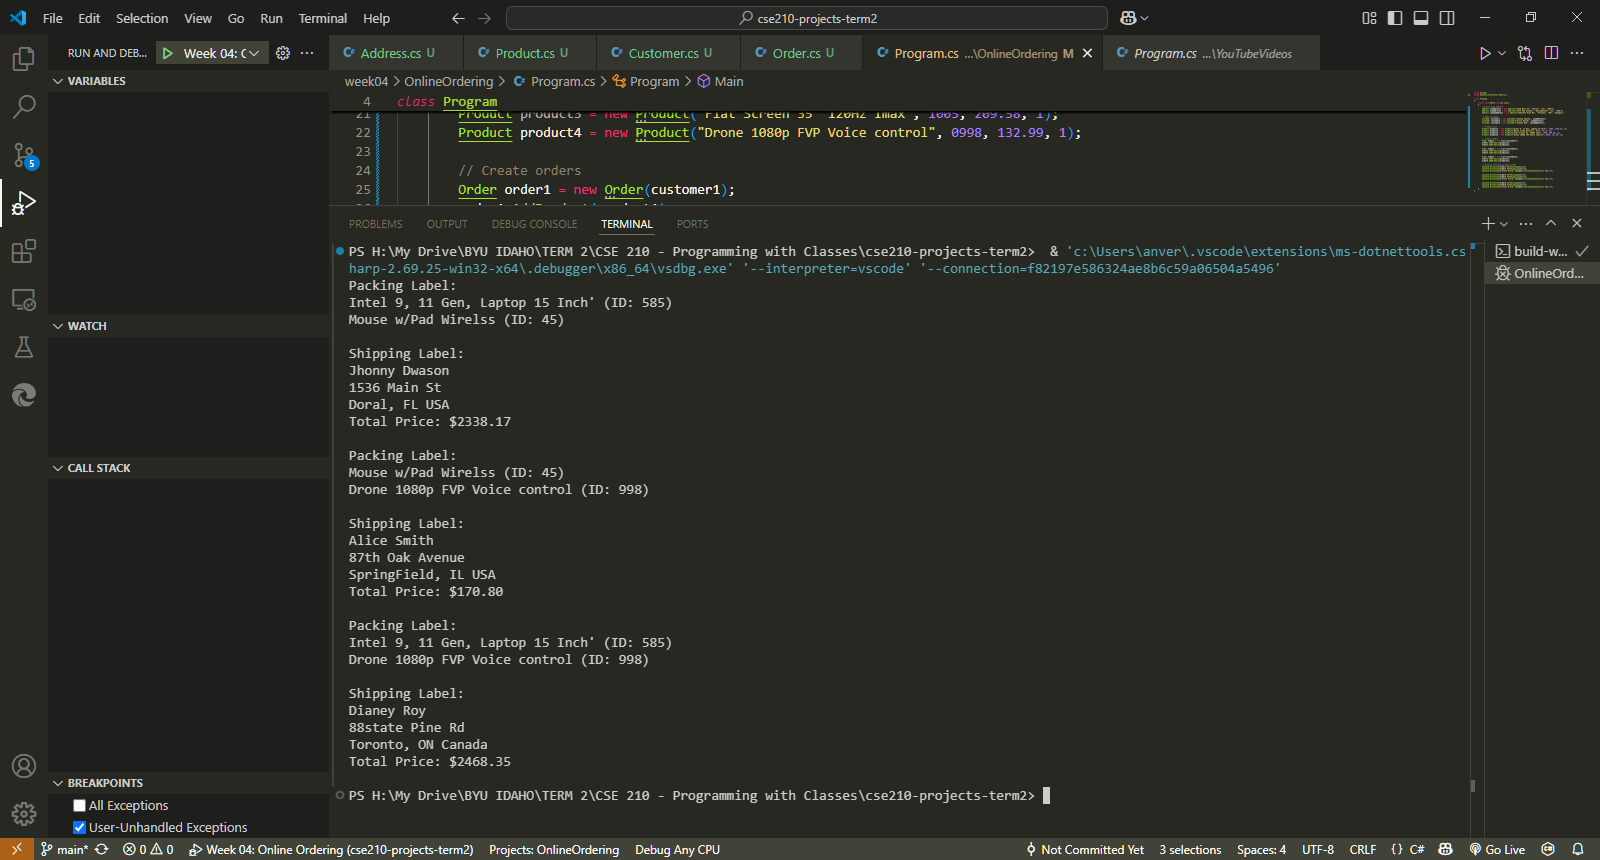 File Edit Selection View Go Run Terminal Help
cse210-projects-term2
RUN AND DEB...
Week 04: C
Address.cs U
Product.cs U
Customer.cs U
Order.cs U
Program.cs ...\OnlineOrdering M
Program.cs ...\YouTubeVideos
VARIABLES
week04 > OnlineOrdering > Program.cs > Program > Main
4 class Program
21 Product product3 = new Product("Flat Screen 55' 120hz imax", 1005, 209.58, 1);
22 Product product4 = new Product("Drone 1080p FVP Voice control", 0998, 132.99, 1);
23
24 // Create orders
25 Order order1 = new Order(customer1);
PROBLEMS OUTPUT DEBUG CONSOLE TERMINAL PORTS
PS H:\My Drive\BYU IDAHO\TERM 2\CSE 210 - Programming with Classes\cse210-projects-term2> & 'c:\Users\anver\.vscode\extensions\ms-dotnettools.cs
harp-2.69.25-win32-x64\.debugger\x86_64\vsdbg.exe' '--interpreter=vscode' '--connection=f82197e586324ae8b6c59a06504a5496'
build-w...
OnlineOrd...
Packing Label:
Intel 9, 11 Gen, Laptop 15 Inch' (ID: 585)
Mouse w/Pad Wirelss (ID: 45)
Shipping Label:
Jhonny Dwason
1536 Main St
Doral, FL USA
Total Price: $2338.17
Packing Label:
Mouse w/Pad Wirelss (ID: 45)
Drone 1080p FVP Voice control (ID: 998)
Shipping Label:
Alice Smith
87th Oak Avenue
SpringField, IL USA
Total Price: $170.80
Packing Label:
Intel 9, 11 Gen, Laptop 15 Inch' (ID: 585)
Drone 1080p FVP Voice control (ID: 998)
Shipping Label:
Dianey Roy
88state Pine Rd
Toronto, ON Canada
Total Price: $2468.35
PS H:\My Drive\BYU IDAHO\TERM 2\CSE 210 - Programming with Classes\cse210-projects-term2>
WATCH
CALL STACK
BREAKPOINTS
All Exceptions
User-Unhandled Exceptions
5
main* 0 0 Week 04: Online Ordering (cse210-projects-term2) Projects: OnlineOrdering Debug Any CPU Not Committed Yet 3 selections Spaces: 4 UTF-8 CRLF {} C# Go Live